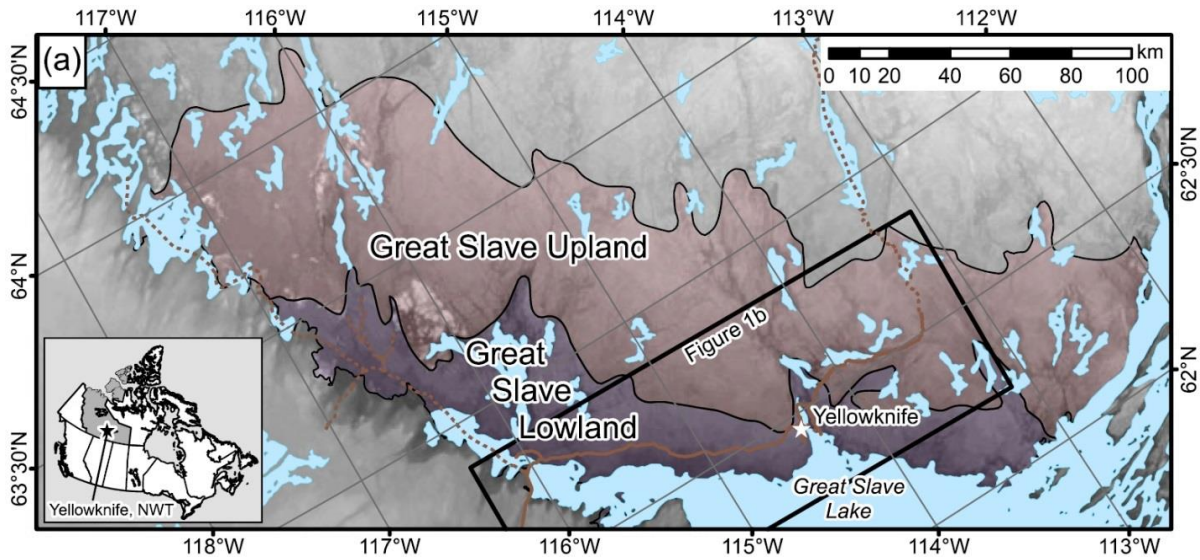 117°W 116°W 115°W 114°W 113°W 112°W
(a)
km
0 10 20 40 60 80 100
64°30'N
62°30'N
Great Slave Upland
64°N
Figure 1b
Great
Slave
Lowland
62°N
Yellowknife
63°30'N
Great Slave
Lake
Yellowknife, NWT
118°W 117°W 116°W 115°W 114°W 113°W